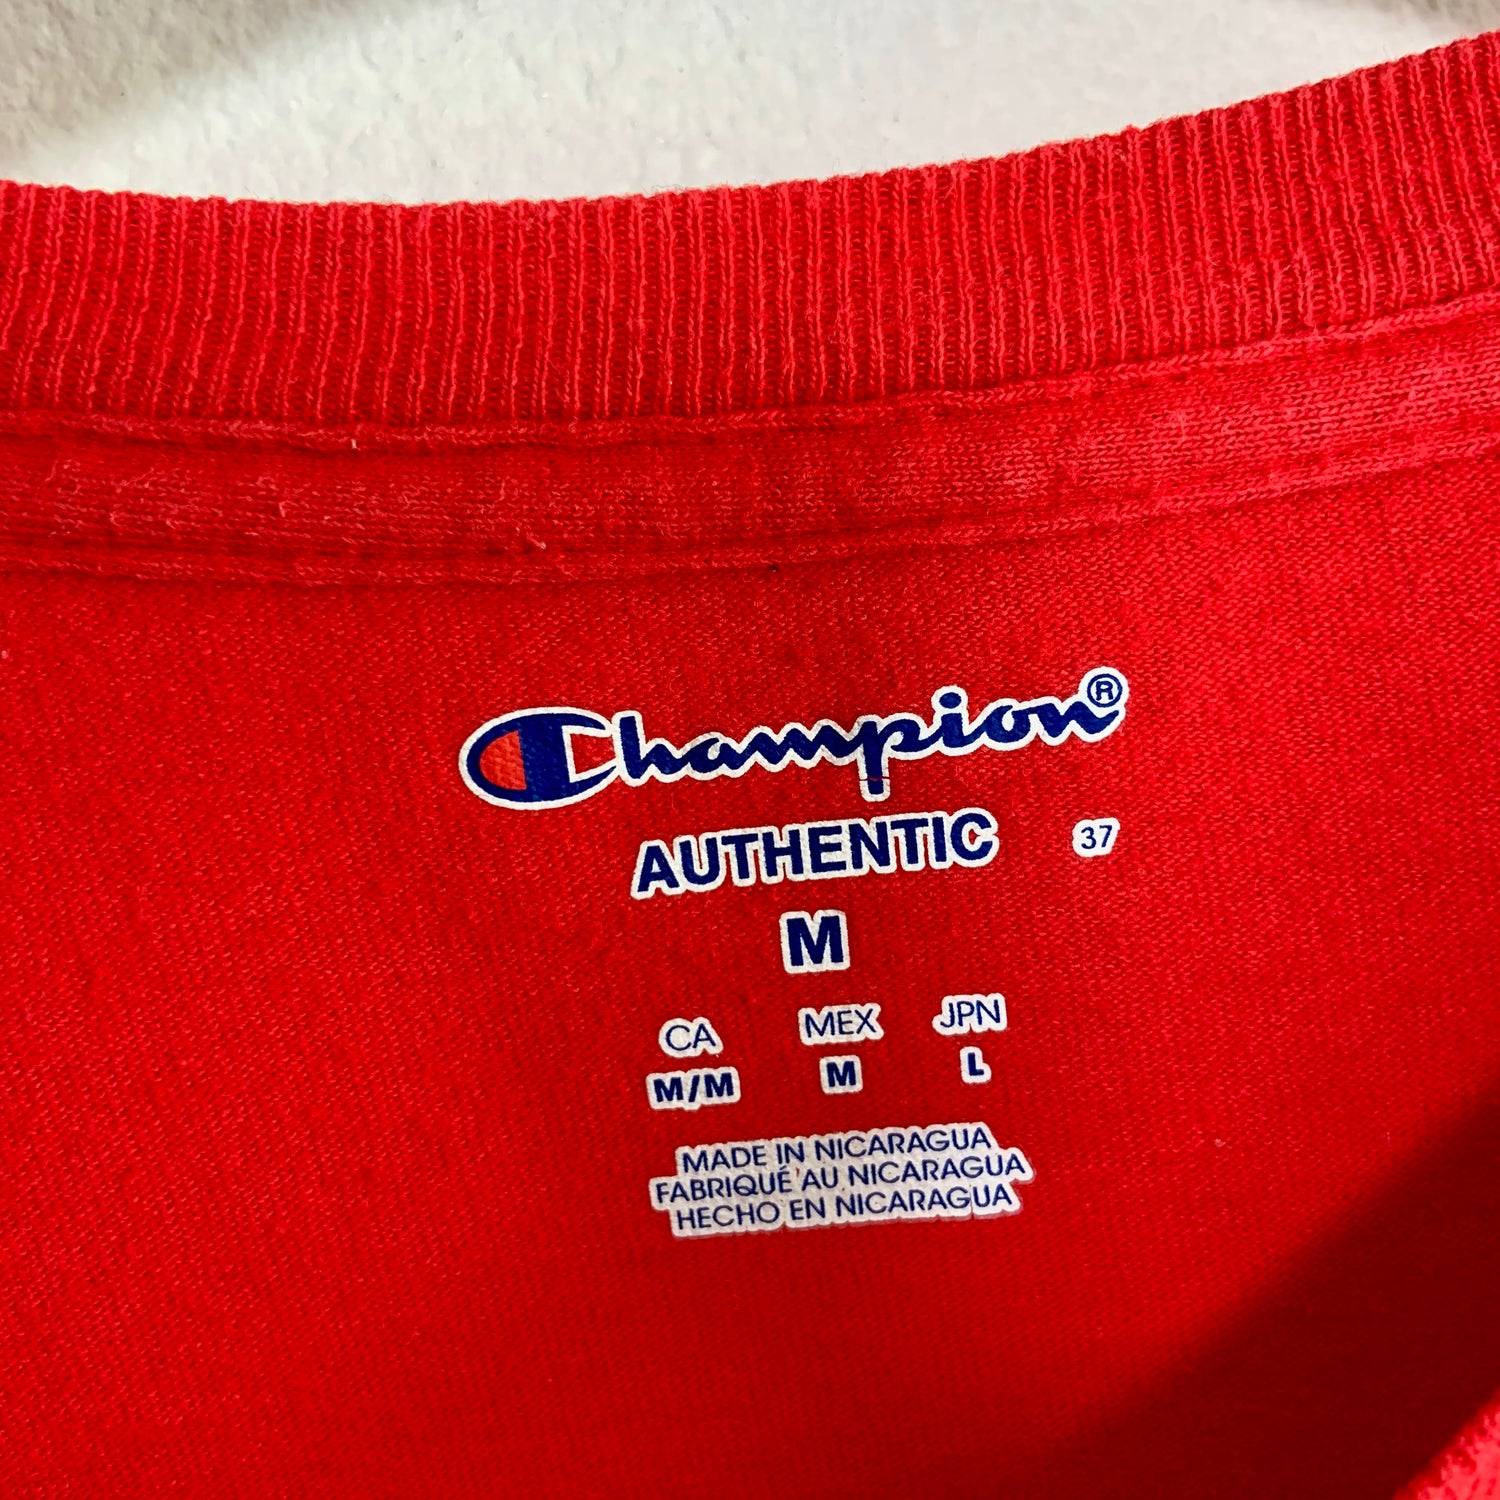 Champion®
AUTHENTIC 37
M
CA MEX JPN
M/M M L
MADE IN NICARAGUA
FABRIQUÉ AU NICARAGUA
HECHO EN NICARAGUA